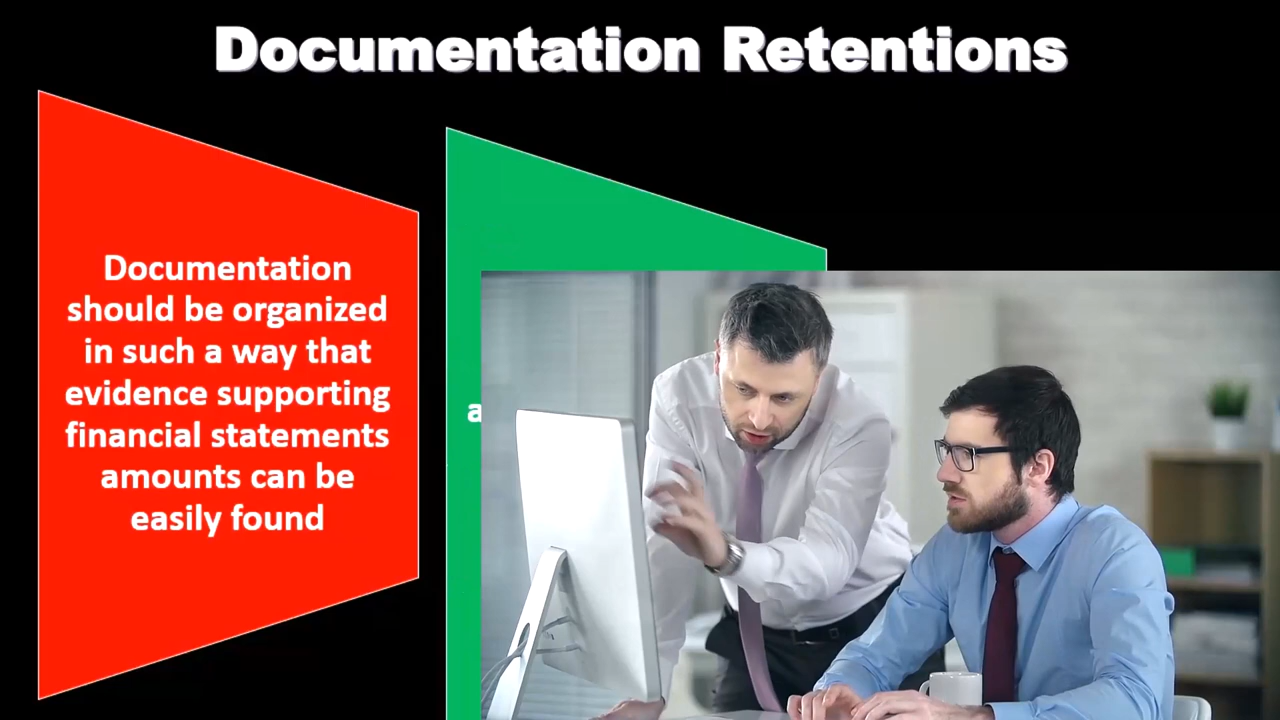 Documentation Retentions
Documentation
should be organized
in such a way that
evidence supporting
financial statements
amounts can be
easily found